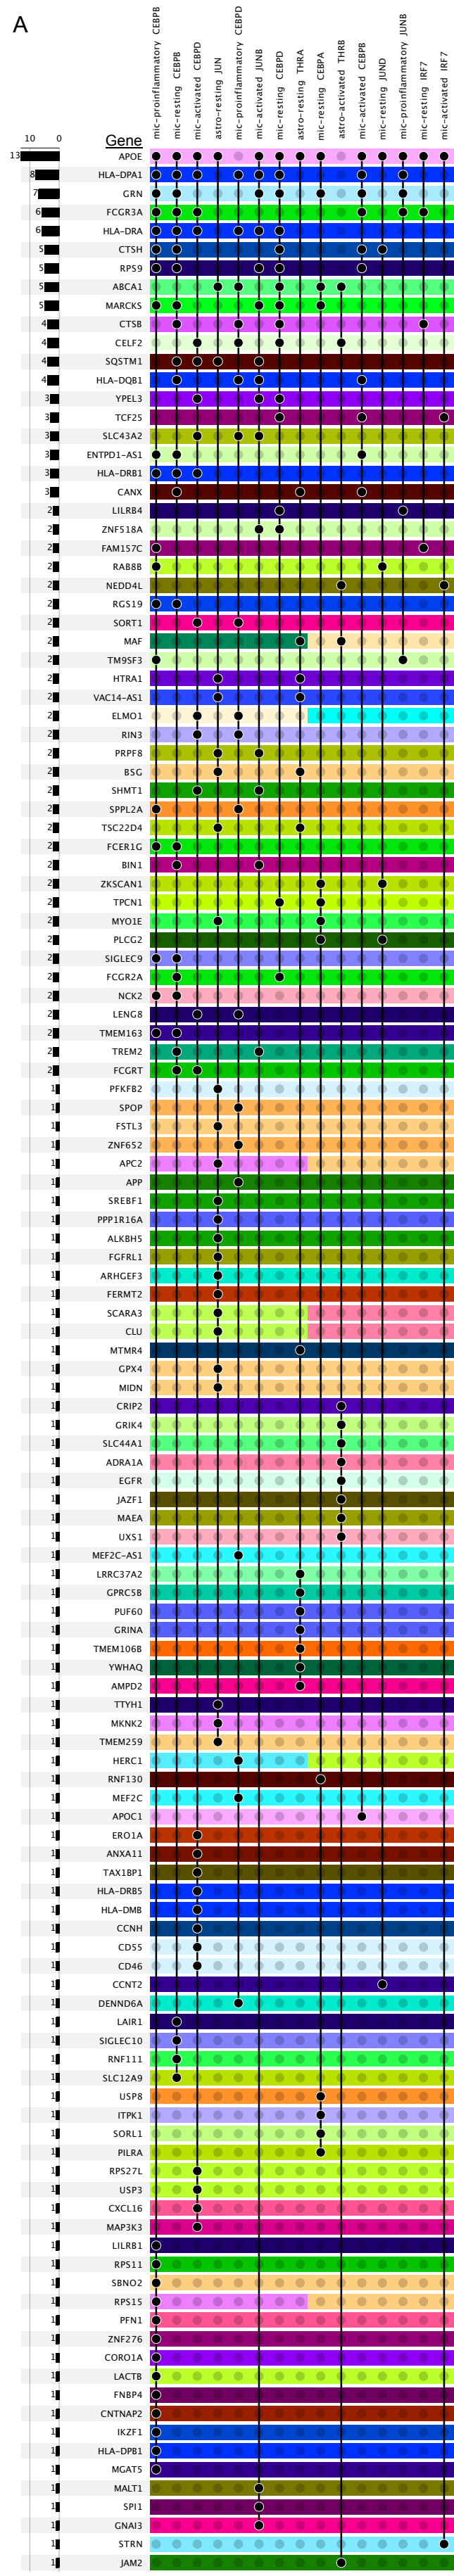 A
mic-proinflammatory CEBPB
mic-resting CEBPB
mic-activated CEBPD
astro-resting JUN
mic-proinflammatory CEBPD
mic-activated JUNB
mic-resting CEBPD
astro-resting THRA
mic-resting CEBPA
astro-activated THRB
mic-activated CEBPB
mic-resting JUND
mic-proinflammatory JUNB
mic-resting IRF7
mic-activated IRF7
10 0 Gene
13 APOE
8 HLA-DPA1
7 GRN
6 FCGR3A
6 HLA-DRA
5 CTSH
5 RPS9
5 ABCA1
5 MARCKS
4 CTSB
4 CELF2
4 SQSTM1
4 HLA-DQB1
3 YPEL3
3 TCF25
3 SLC43A2
3 ENTPD1-AS1
3 HLA-DRB1
3 CANX
2 LILRB4
2 ZNF518A
2 FAM157C
2 RAB8B
2 NEDD4L
2 RGS19
2 SORT1
2 MAF
2 TM9SF3
2 HTRA1
2 VAC14-AS1
2 ELMO1
2 RIN3
2 PRPF8
2 BSG
2 SHMT1
2 SPPL2A
2 TSC22D4
2 FCER1G
2 BIN1
2 ZKSCAN1
2 TPCN1
2 MYO1E
2 PLCG2
2 SIGLEC9
2 FCGR2A
2 NCK2
2 LENG8
2 TMEM163
2 TREM2
2 FCGRT
1 PFKFB2
1 SPOP
1 FSTL3
1 ZNF652
1 APC2
1 APP
1 SREBF1
1 PPP1R16A
1 ALKBH5
1 FGFRL1
1 ARHGEF3
1 FERMT2
1 SCARA3
1 CLU
1 MTMR4
1 GPX4
1 MIDN
1 CRIP2
1 GRIK4
1 SLC44A1
1 ADRA1A
1 EGFR
1 JAZF1
1 MAEA
1 UXS1
1 MEF2C-AS1
1 LRRC37A2
1 GPRC5B
1 PUF60
1 GRINA
1 TMEM106B
1 YWHAQ
1 AMPD2
1 TTYH1
1 MKNK2
1 TMEM259
1 HERC1
1 RNF130
1 MEF2C
1 APOC1
1 ERO1A
1 ANXA11
1 TAX1BP1
1 HLA-DRB5
1 HLA-DMB
1 CCNH
1 CD55
1 CD46
1 CCNT2
1 DENND6A
1 LAIR1
1 SIGLEC10
1 RNF111
1 SLC12A9
1 USP8
1 ITPK1
1 SORL1
1 PILRA
1 RPS27L
1 USP3
1 CXCL16
1 MAP3K3
1 LILRB1
1 RPS11
1 SBNO2
1 RPS15
1 PFN1
1 ZNF276
1 CORO1A
1 LACTB
1 FNBP4
1 CNTNAP2
1 IKZF1
1 HLA-DPB1
1 MGAT5
1 MALT1
1 SPI1
1 GNAI3
1 STRN
1 JAM2